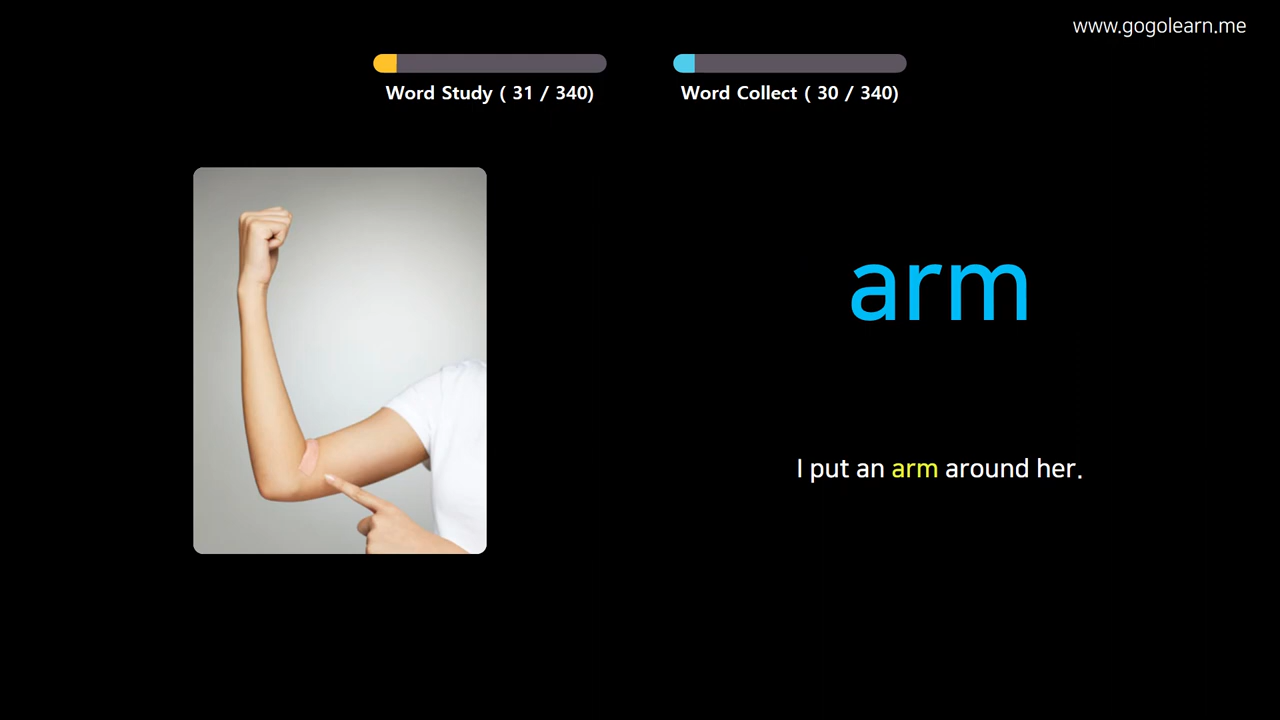 www.gogolearn.me
Word Study ( 31 / 340)
Word Collect ( 30 / 340)
arm
I put an arm around her.